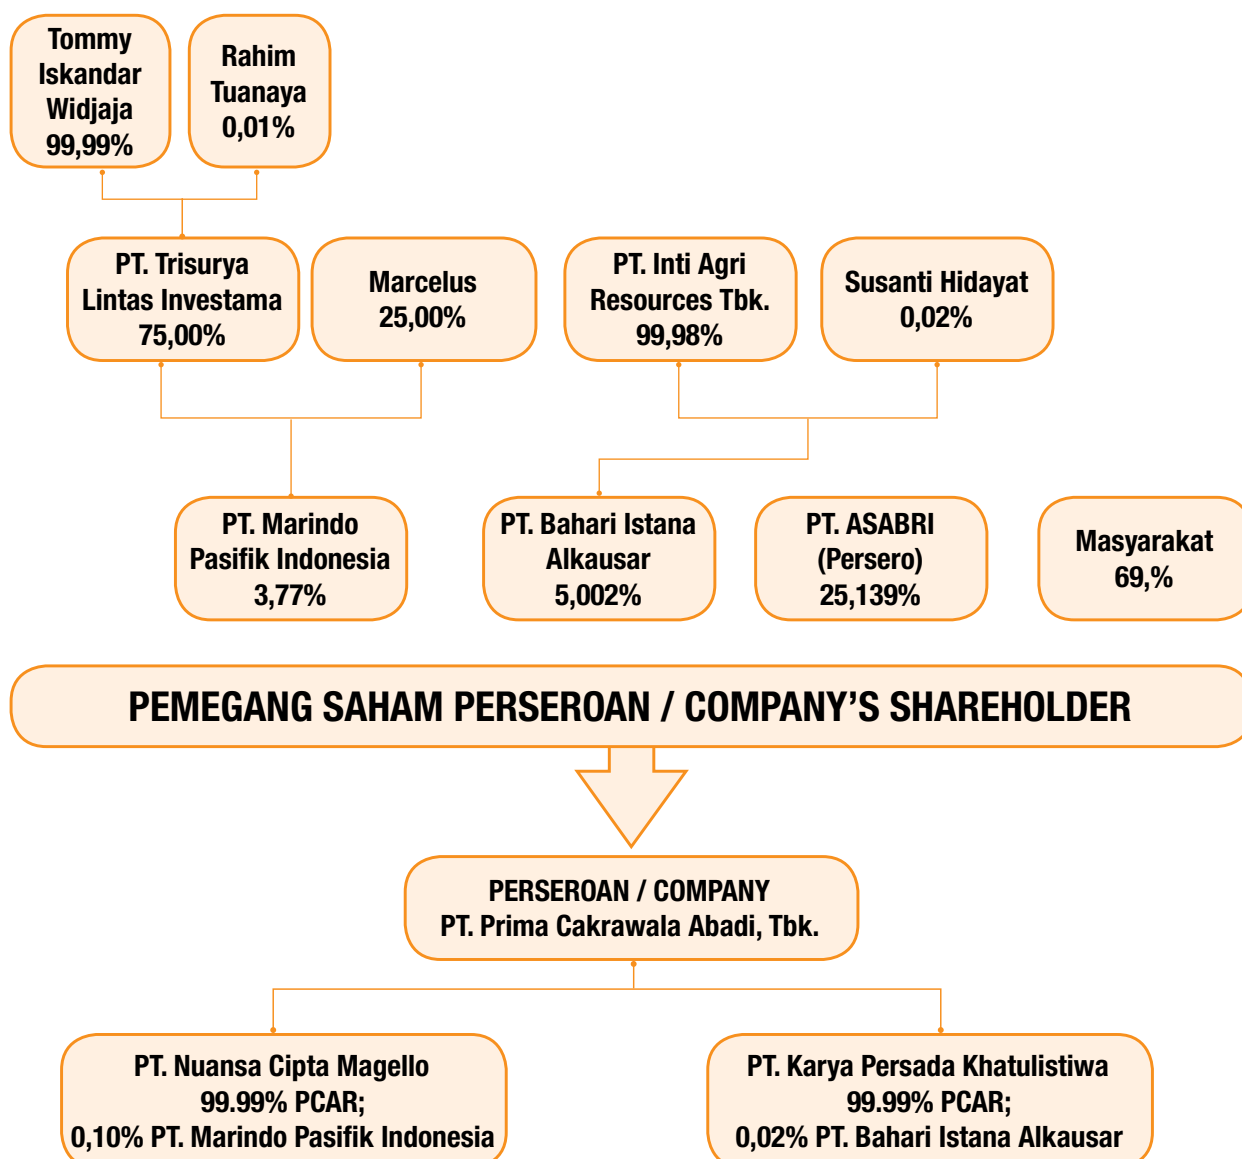 Tommy
Iskandar
Widjaja
99,99%
Rahim
Tuanaya
0,01%
PT. Trisurya
Lintas Investama
75,00%
Marcelus
25,00%
PT. Inti Agri
Resources Tbk.
99,98%
Susanti Hidayat
0,02%
PT. Marindo
Pasifik Indonesia
3,77%
PT. Bahari Istana
Alkausar
5,002%
PT. ASABRI
(Persero)
25,139%
Masyarakat
69,%
PEMEGANG SAHAM PERSEROAN / COMPANY'S SHAREHOLDER
PERSEROAN / COMPANY
PT. Prima Cakrawala Abadi, Tbk.
PT. Nuansa Cipta Magello
99.99% PCAR;
0,10% PT. Marindo Pasifik Indonesia
PT. Karya Persada Khatulistiwa
99.99% PCAR;
0,02% PT. Bahari Istana Alkausar